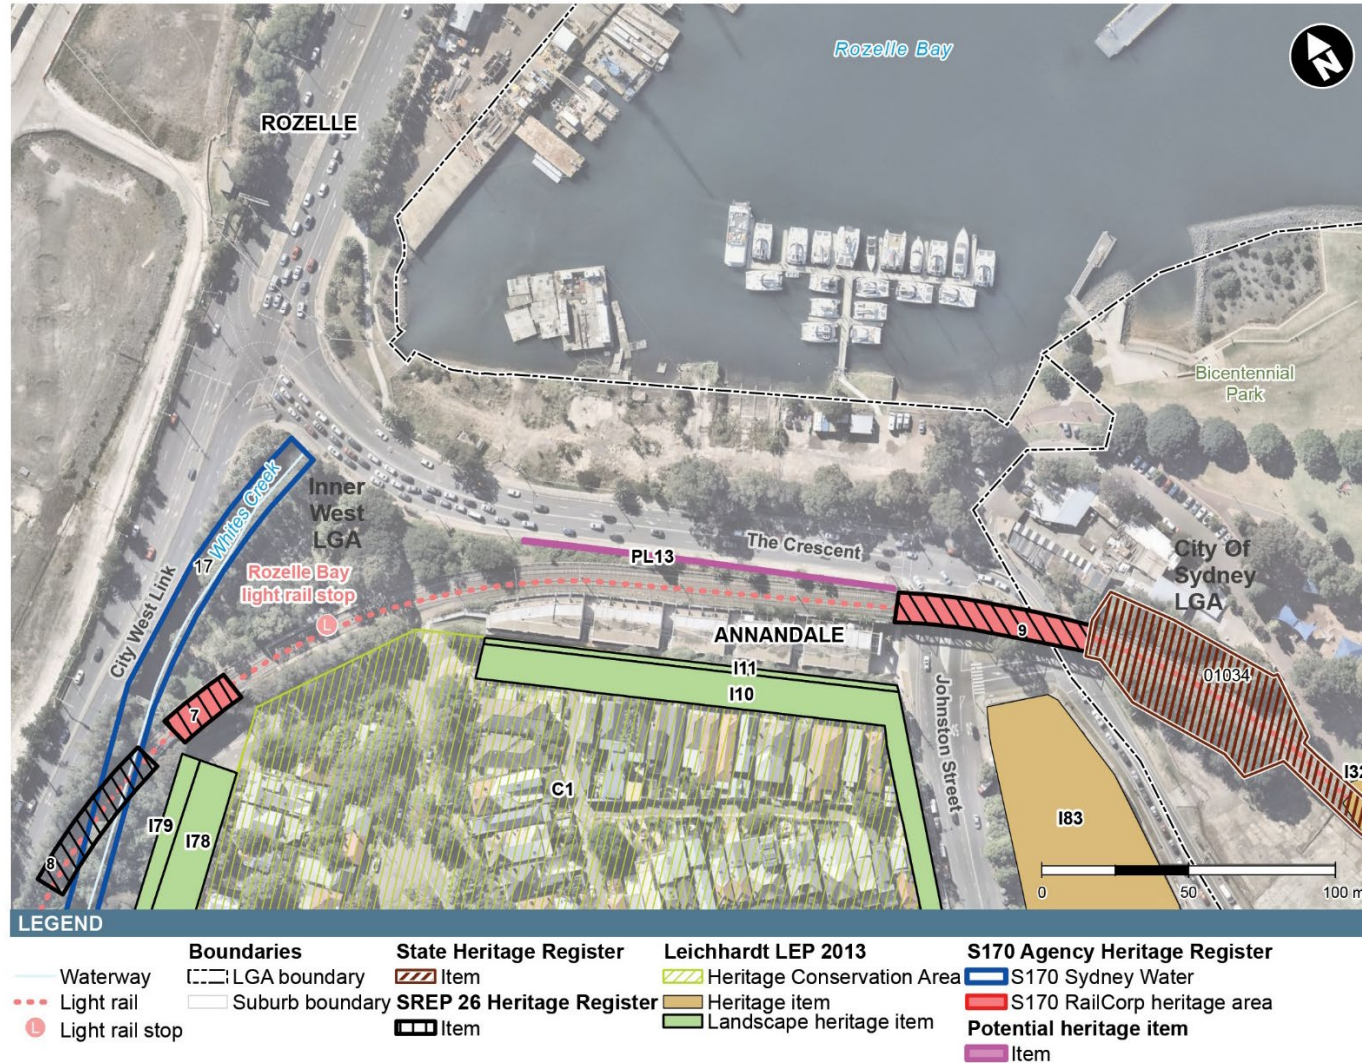 Rozelle Bay
N
ROZELLE
Bicentennial
Park
Inner
West
LGA
Whites Creek
17
The Crescent
PL13
City Of
Sydney
LGA
Rozelle Bay
light rail stop
L
City West Link
ANNANDALE
9
01034
I11
I10
7
Johnston Street
I32
C1
I83
I79
I78
8
0
50
100 m
LEGEND
Waterway
Light rail
L Light rail stop
Boundaries
LGA boundary
Suburb boundary
State Heritage Register
Item
SREP 26 Heritage Register
Item
Leichhardt LEP 2013
Heritage Conservation Area
Heritage item
Landscape heritage item
S170 Agency Heritage Register
S170 Sydney Water
S170 RailCorp heritage area
Potential heritage item
Item